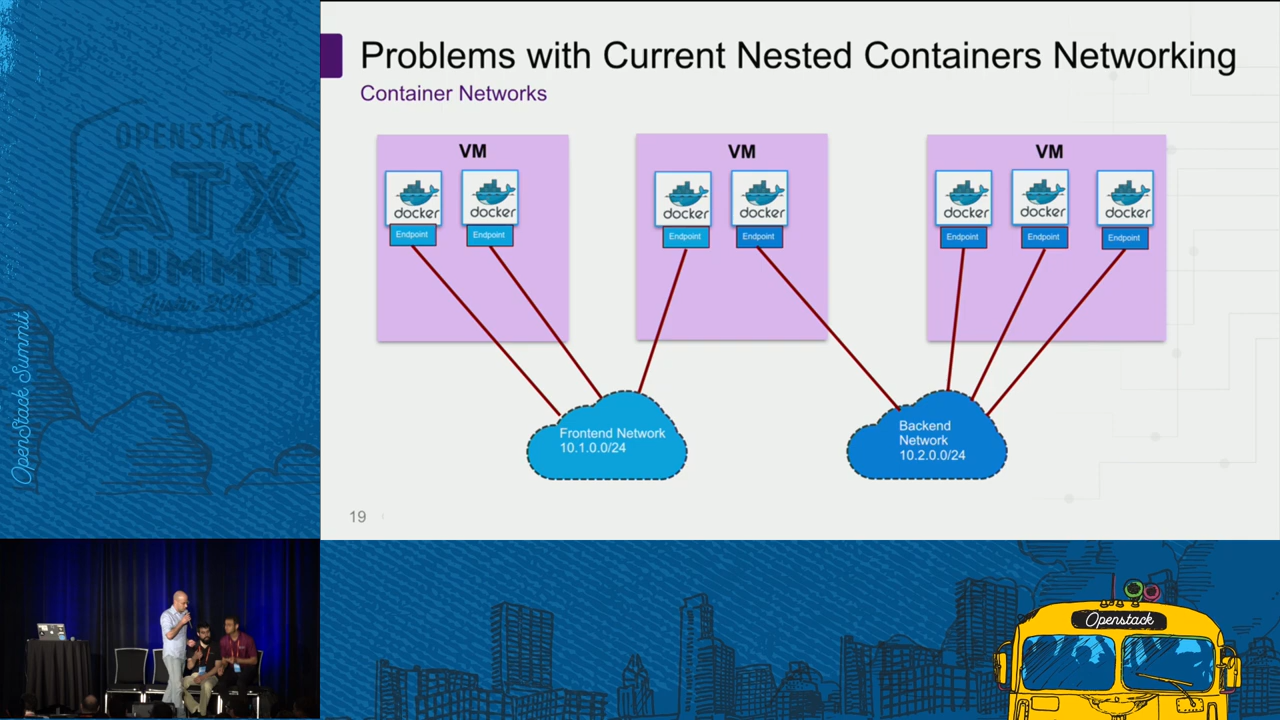 Problems with Current Nested Containers Networking
Container Networks
VM
VM
VM
docker
docker
docker
docker
docker
docker
docker
Endpoint
Endpoint
Endpoint
Endpoint
Endpoint
Endpoint
Endpoint
Frontend Network
10.1.0.0/24
Backend
Network
10.2.0.0/24
19
OPENSTACK
ATX
SUMMIT
Austin 2016
OpenStack Summit
Openstack